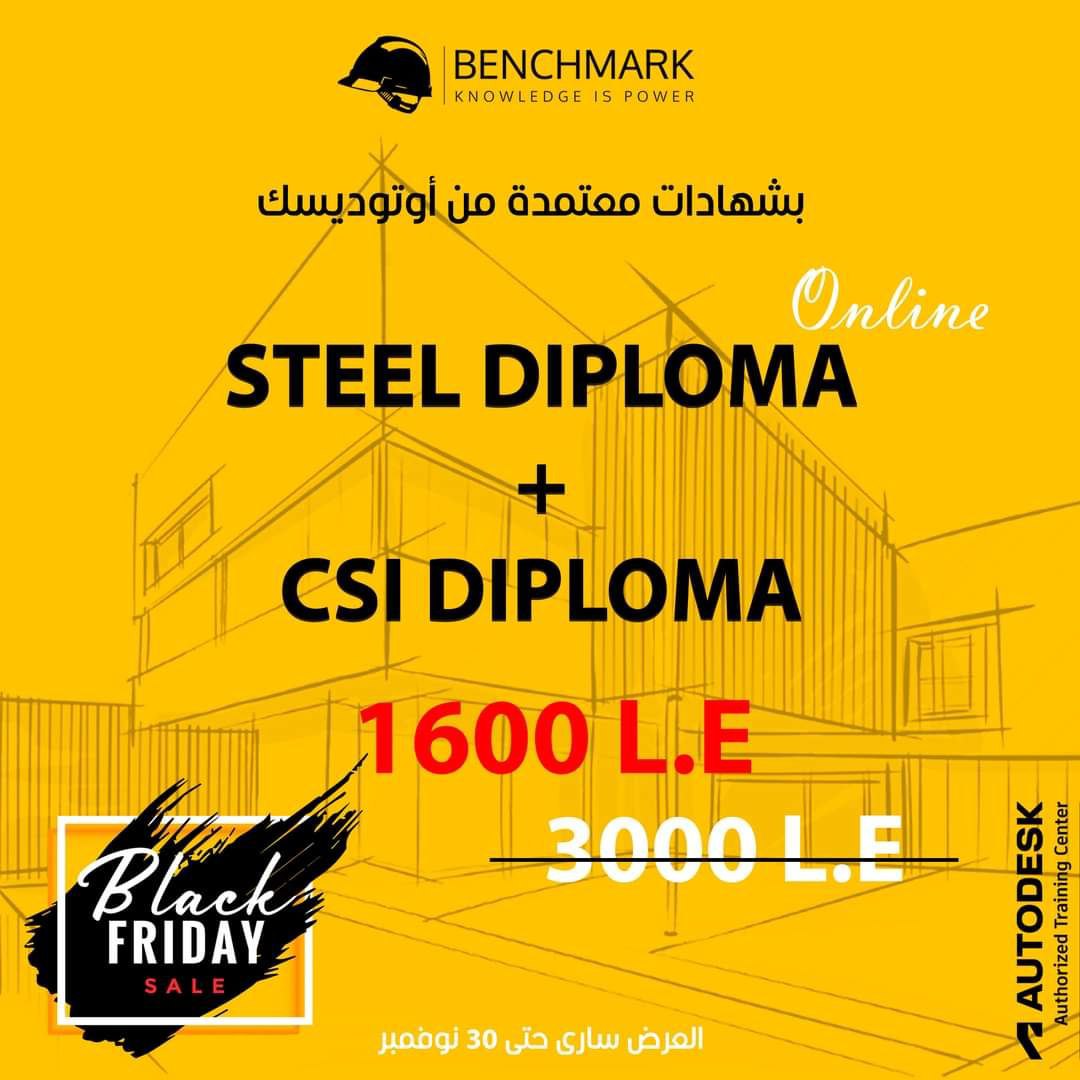 BENCHMARK
KNOWLEDGE IS POWER
بشهادات معتمدة من أوتوديسك
Online
STEEL DIPLOMA
+
CSI DIPLOMA
1600 L.E
3000 L.E
Black
FRIDAY
SALE
AUTODESK
Authorized Training Center
العرض سارى حتى 30 نوفمبر